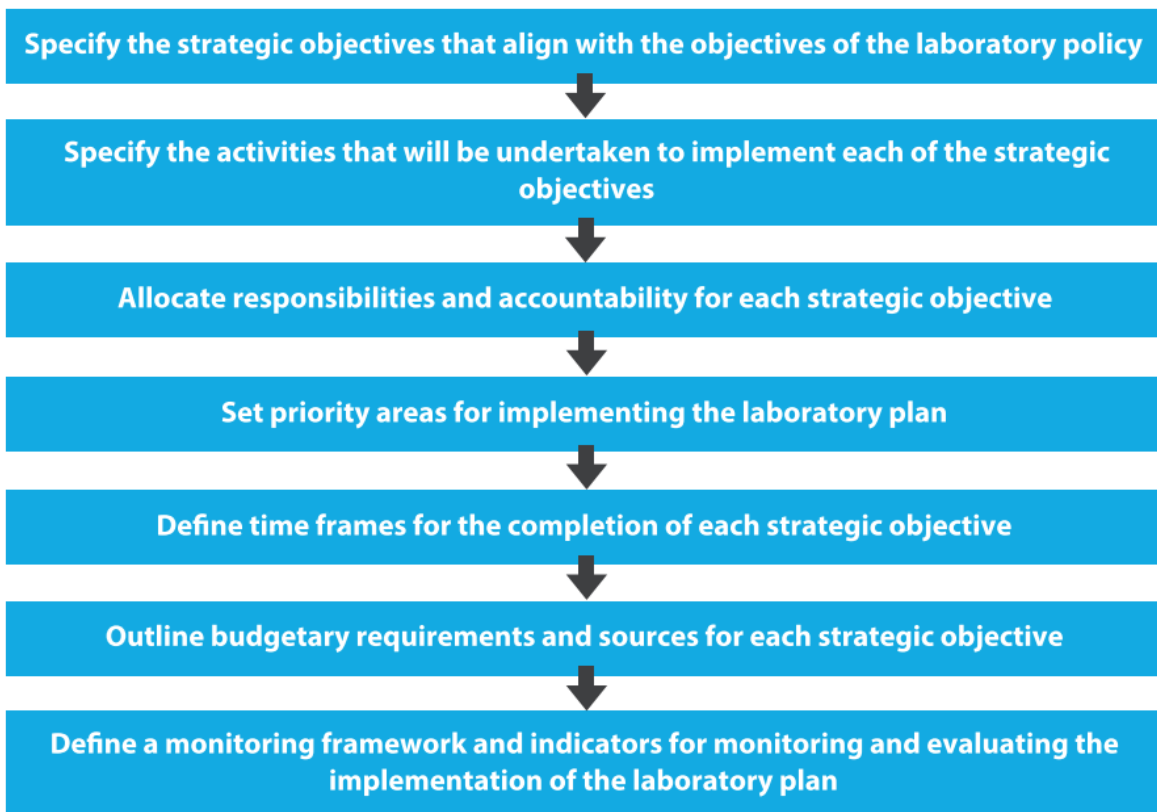 Specify the strategic objectives that align with the objectives of the laboratory policy
Specify the activities that will be undertaken to implement each of the strategic
objectives
Allocate responsibilities and accountability for each strategic objective
Set priority areas for implementing the laboratory plan
Define time frames for the completion of each strategic objective
Outline budgetary requirements and sources for each strategic objective
Define a monitoring framework and indicators for monitoring and evaluating the
implementation of the laboratory plan